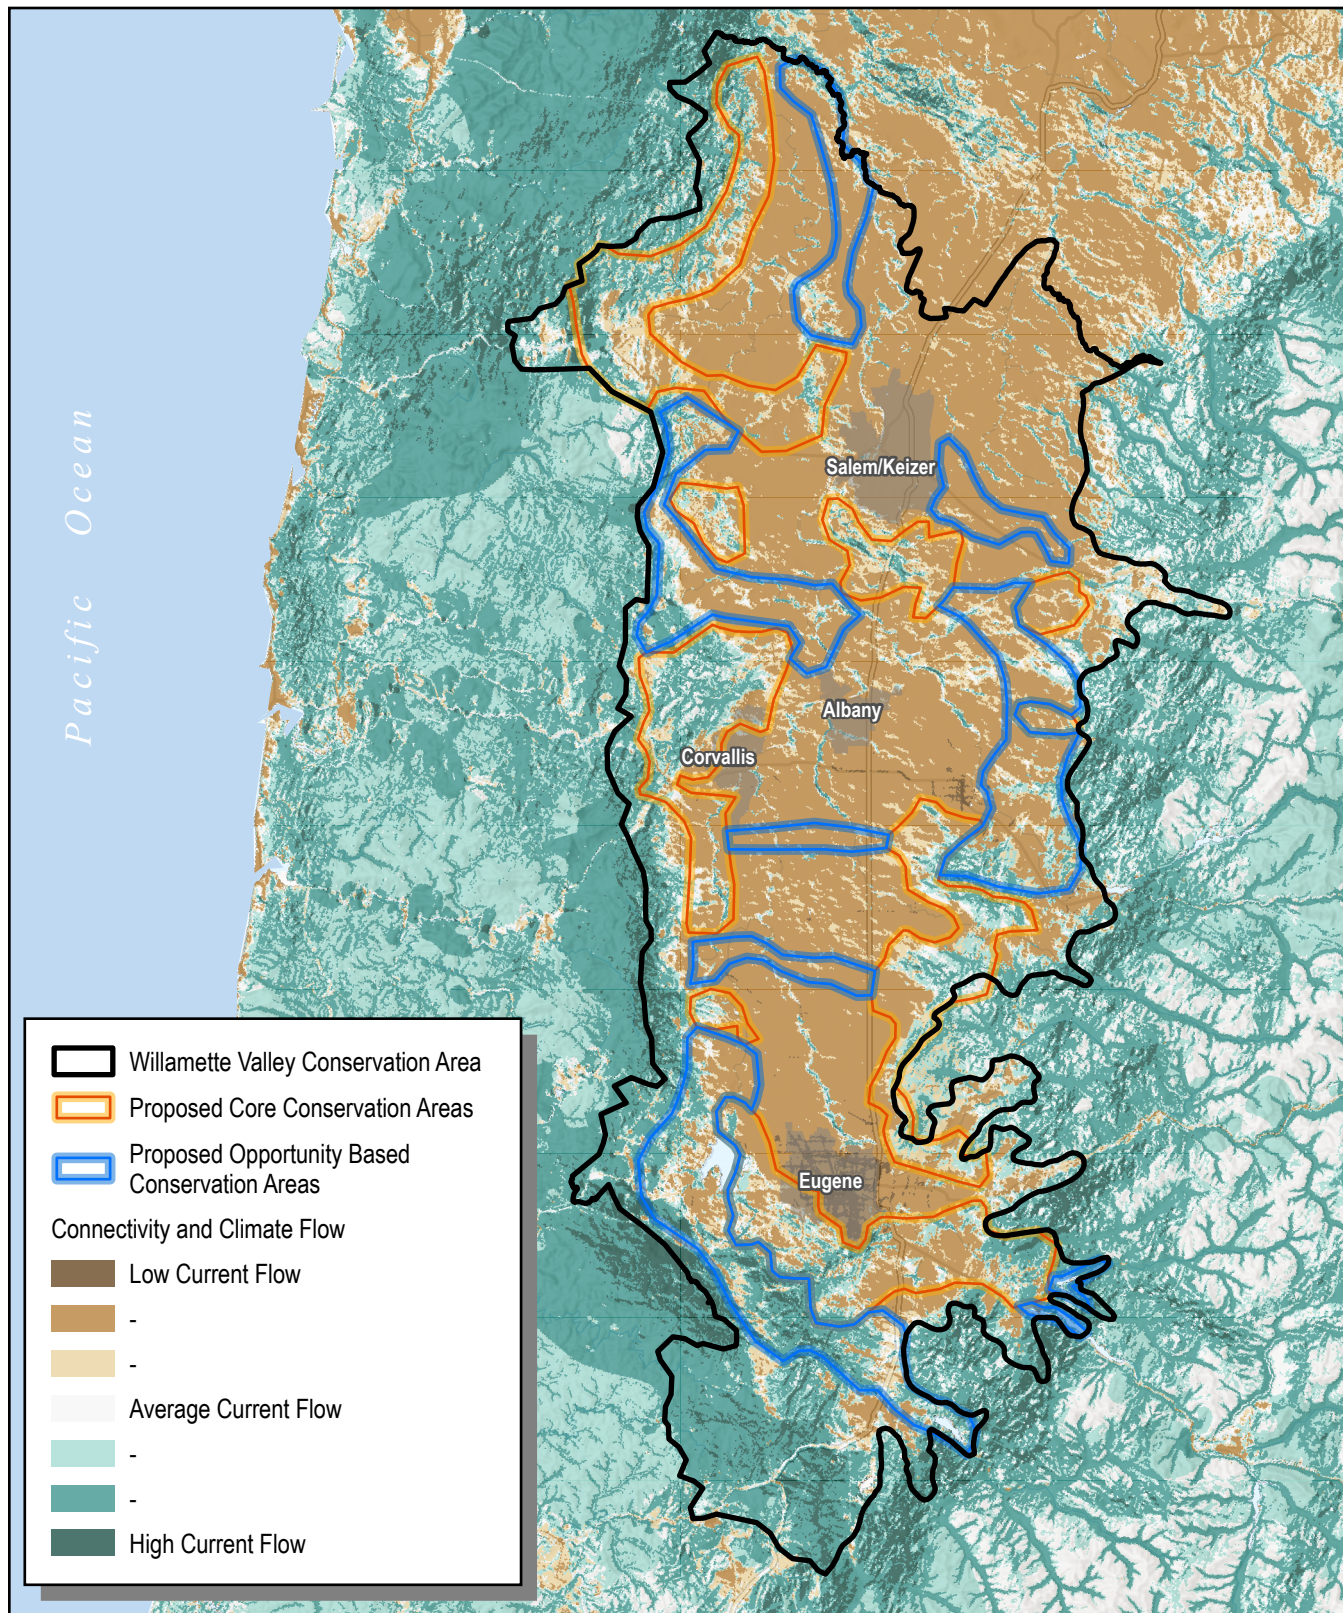 Pacific Ocean
Salem/Keizer
Albany
Corvallis
Eugene
Willamette Valley Conservation Area
Proposed Core Conservation Areas
Proposed Opportunity Based
Conservation Areas
Connectivity and Climate Flow
Low Current Flow
-
-
Average Current Flow
-
-
High Current Flow